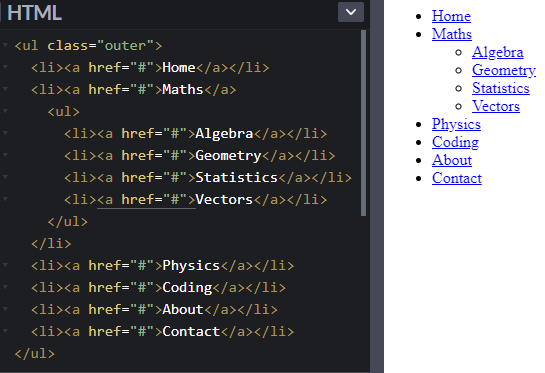 HTML
<ul class="outer">
<li><a href="#">Home</a></li>
<li><a href="#">Maths</a>
<ul>
<li><a href="#">Algebra</a></li>
<li><a href="#">Geometry</a></li>
<li><a href="#">Statistics</a></li>
<li><a href="#">Vectors</a></li>
</ul>
</li>
<li><a href="#">Physics</a></li>
<li><a href="#">Coding</a></li>
<li><a href="#">About</a></li>
<li><a href="#">Contact</a></li>
</ul>
Home
Maths
Algebra
Geometry
Statistics
Vectors
Physics
Coding
About
Contact